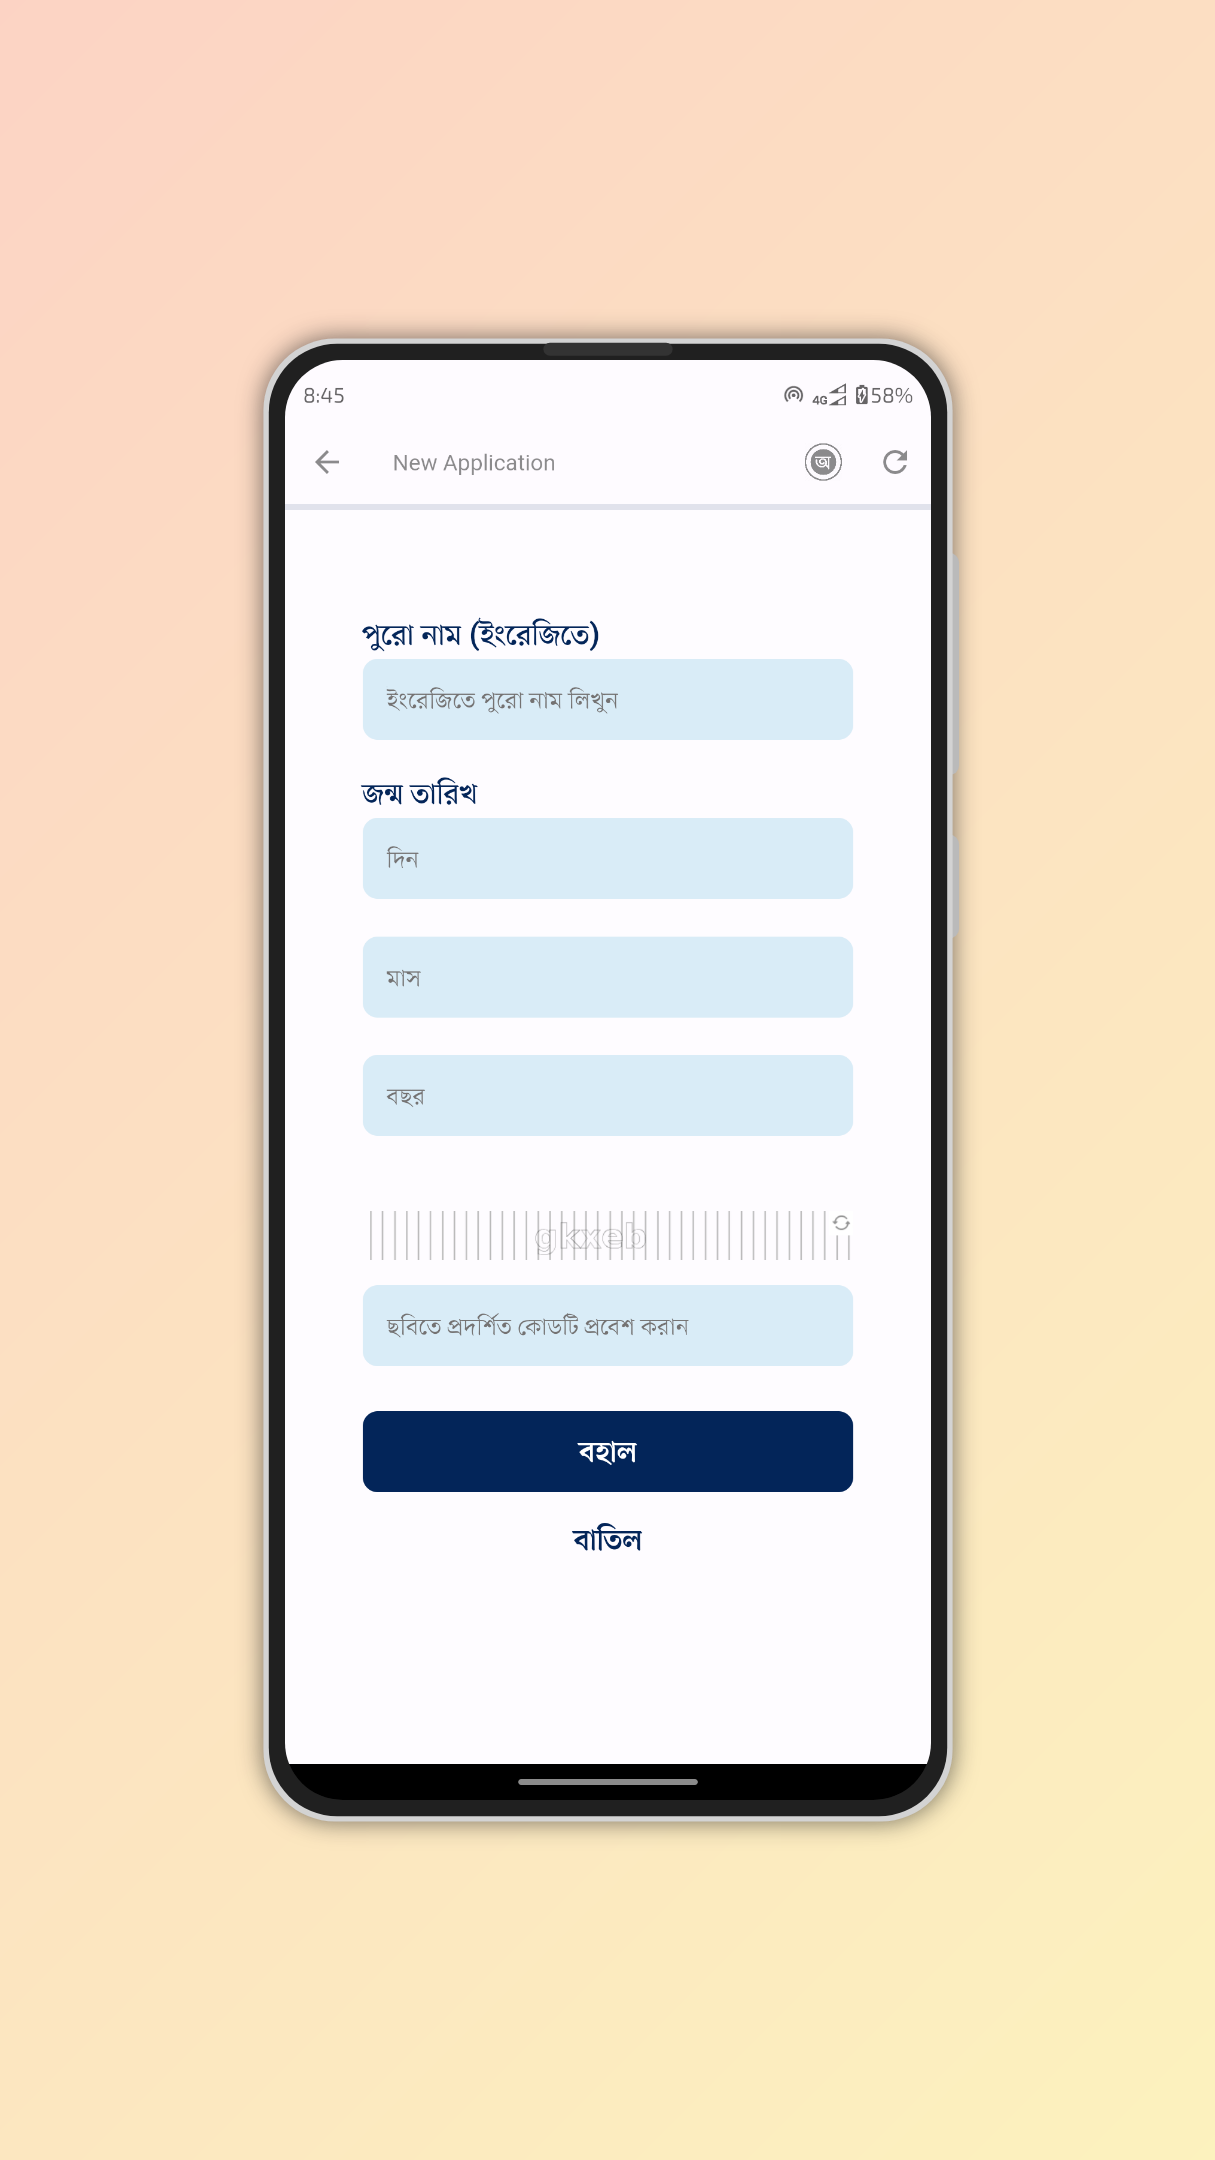 8:45
4G 58%
New Application
অ
পুরো নাম (ইংরেজিতে)
ইংরেজিতে পুরো নাম লিখুন
জন্ম তারিখ
দিন
মাস
বছর
gkxeb
ছবিতে প্রদর্শিত কোডটি প্রবেশ করান
বহাল
বাতিল